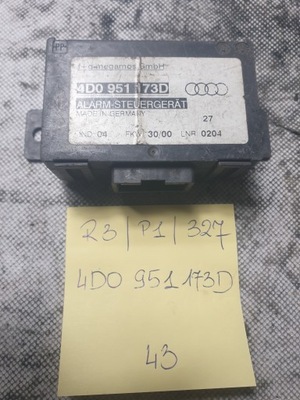 megamos GmbH
4D0 951 173D
ALARM-STEUERGERÄT
MADE IN GERMANY
27
IND: 04 FKW 30/00 LNR 0204
R3 | P1 | 327
4D0 951 173D
43